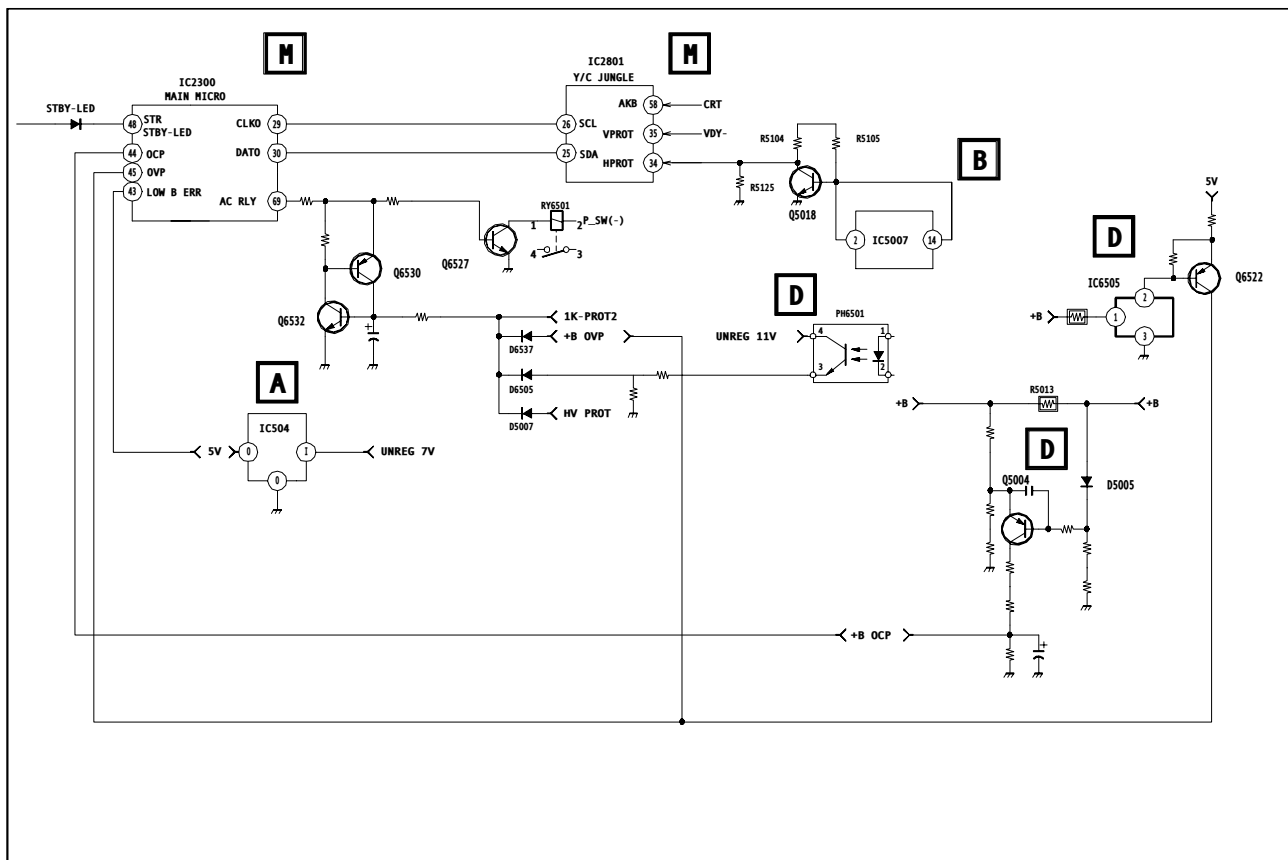 M
M
IC2300
MAIN MICRO
IC2801
Y/C JUNGLE
STBY-LED
48 STR
STBY-LED
CLKO 29
44 OCP
DATO 30
45 OVP
43 LOW B ERR
AC RLY 69
AKB 58
CRT
26 SCL
VPROT 35
VDY-
25 SDA
HPROT 34
R5104
R5105
R5125
Q5018
B
IC5007
2
14
5V
RY6501
1
2 P_SW(-)
4
3
Q6527
Q6530
Q6532
D
IC6505
Q6522
2
+B
1
3
1K-PROT2
+B OVP
D6537
D6505
HV PROT
D5007
D
PH6501
UNREG 11V
4
1
3
2
A
IC504
5V
O
I
UNREG 7V
O
+B
R5013
+B
D
Q5004
D5005
+B OCP